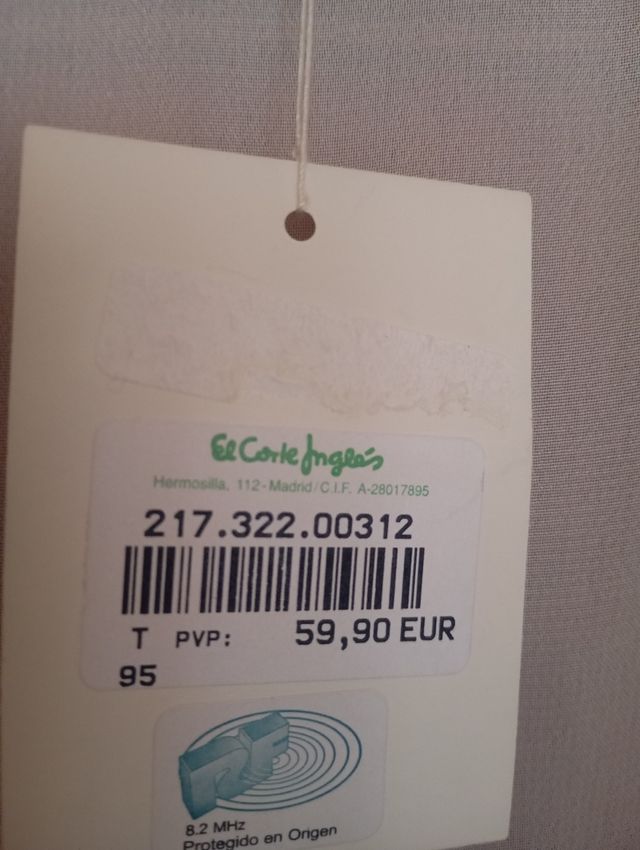 El Corte Inglés
Hermosilla, 112-Madrid/C.I.F. A-28017895
217.322.00312
T PVP: 59,90 EUR
95
RF
8.2 MHz
Protegido en Origen